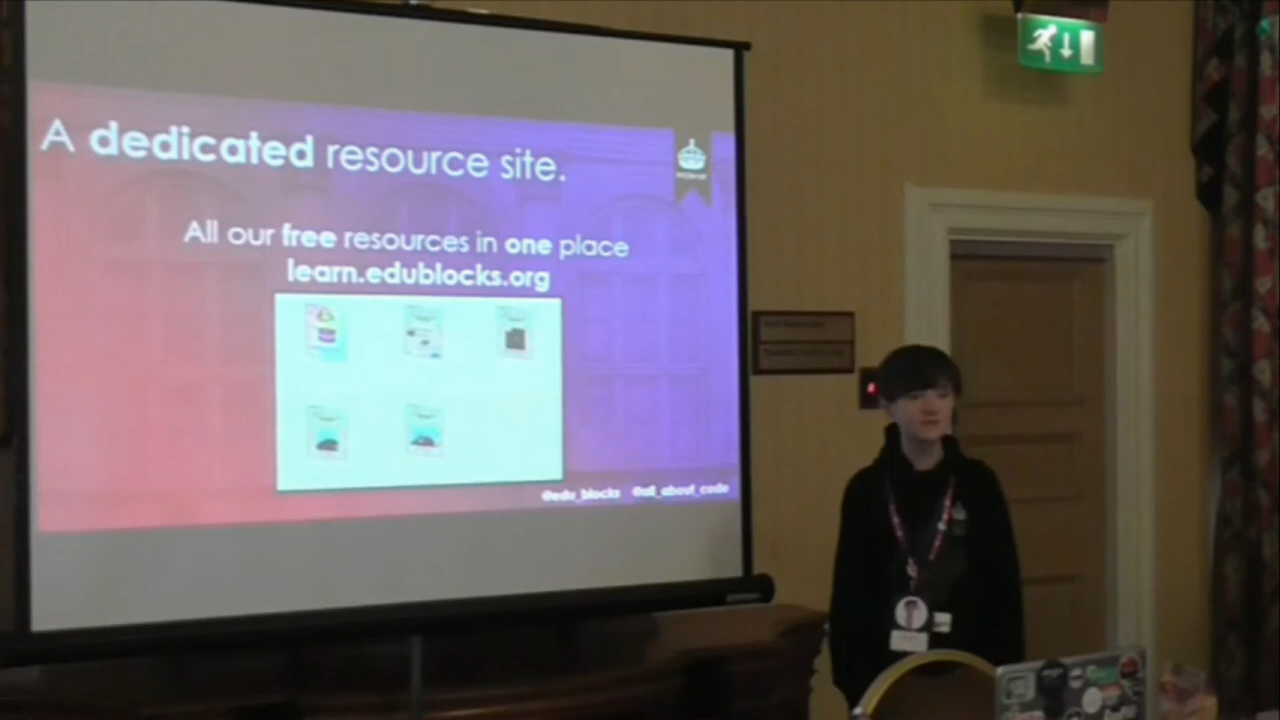 A dedicated resource site.
All our free resources in one place
learn.edublocks.org
@edu_blocks @all_about_code